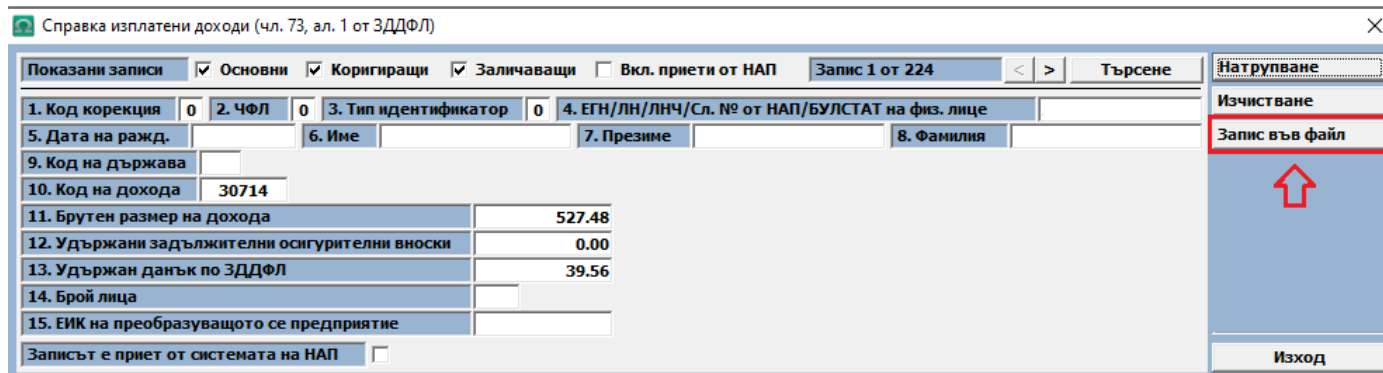 Справка изплатени доходи (чл. 73, ал. 1 от ЗДДФЛ)
Показани записи Основни Коригиращи Заличаващи Вкл. приети от НАП Запис 1 от 224 < > Търсене Натрупване
1. Код корекция 0 2. ЧФЛ 0 3. Тип идентификатор 0 4. ЕГН/ЛН/ЛНЧ/Сл. № от НАП/БУЛСТАТ на физ. лице Изчистване
5. Дата на ражд. 6. Име 7. Презиме 8. Фамилия Запис във файл
9. Код на държава
10. Код на дохода 30714
11. Брутен размер на дохода 527.48
12. Удържани задължителни осигурителни вноски 0.00
13. Удържан данък по ЗДДФЛ 39.56
14. Брой лица
15. ЕИК на преобразуващото се предприятие
Записът е приет от системата на НАП Изход